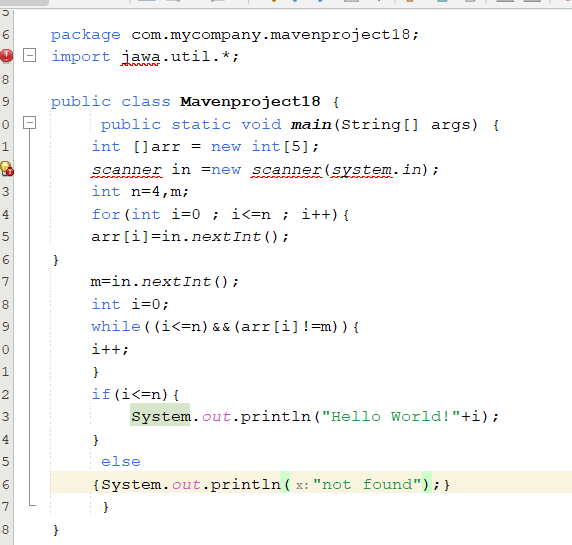 5
6 package com.mycompany.mavenproject18;
import jawa.util.*;
8
9 public class Mavenproject18 {
0 public static void main(String[] args) {
1 int []arr = new int[5];
scanner in =new scanner(system.in);
3 int n=4,m;
4 for(int i=0 ; i<=n ; i++){
5 arr[i]=in.nextInt();
6 }
7 m=in.nextInt();
8 int i=0;
9 while((i<=n)&&(arr[i]!=m)){
0 i++;
1 }
2 if(i<=n){
3 System.out.println("Hello World!"+i);
4 }
5 else
6 {System.out.println( x:"not found");}
7 }
8 }